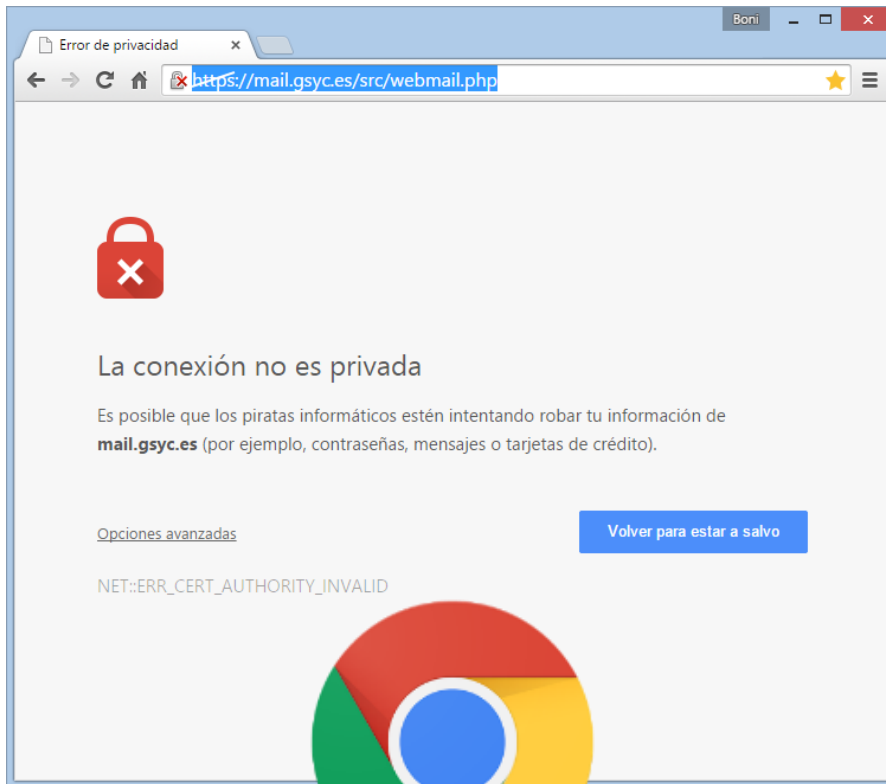 Boni
Error de privacidad
https://mail.gsyc.es/src/webmail.php
La conexión no es privada
Es posible que los piratas informáticos estén intentando robar tu información de
mail.gsyc.es (por ejemplo, contraseñas, mensajes o tarjetas de crédito).
Opciones avanzadas
Volver para estar a salvo
NET::ERR_CERT_AUTHORITY_INVALID